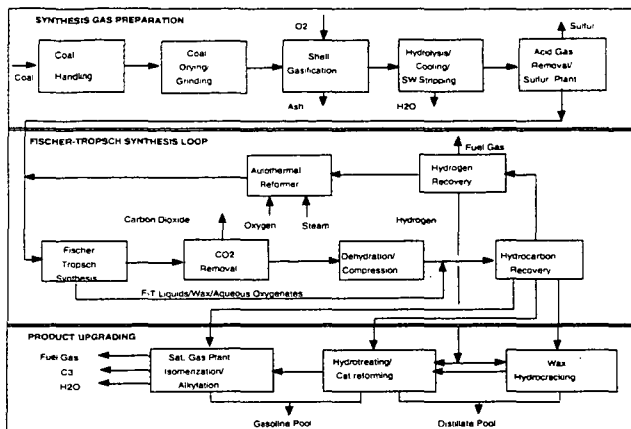 SYNTHESIS GAS PREPARATION
O2
Sulfur
Coal
Coal
Handling
Coal
Drying/
Grinding
Shell
Gasification
Hydrolysis/
Cooling/
SW Stripping
Acid Gas
Removal/
Sulfur Plant
Ash
H2O
FISCHER-TROPSCH SYNTHESIS LOOP
Fuel Gas
Autothermal
Reformer
Hydrogen
Recovery
Carbon Dioxide
Oxygen
Steam
Hydrogen
Fischer
Tropsch
Synthesis
CO2
Removal
Dehydration/
Compression
Hydrocarbon
Recovery
F-T Liquids/Wax/Aqueous Oxygenates
PRODUCT UPGRADING
Fuel Gas
C3
H2O
Sat. Gas Plant
Isomerization/
Alkylation
Hydrotreating/
Cat reforming
Wax
Hydrocracking
Gasoline Pool
Distillate Pool